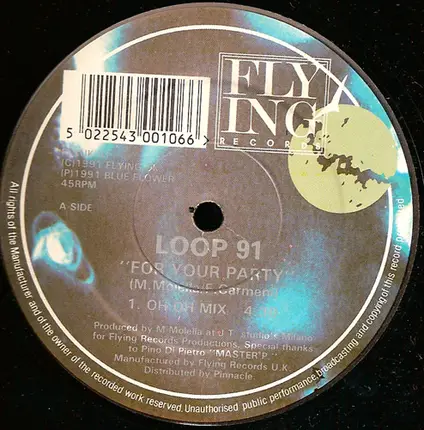 FLY
ING
RECORDS
5 022543 001066 >
(C)1991 FLYING
(P)1991 BLUE FLOWER
45RPM
A-SIDE
LOOP 91
"FOR YOUR PARTY"
(M.
1. OH OH MIX
Produced by M Molella at d T. studio's Milano
for Flying Records Productions. Special thanks
to Pino Di Pietro "MASTER P."
Manufactured by Flying Records U.K.
Distributed by Pinnacle
All rights of the Manufacturer and of the owner of the recorded work reserved. Unauthorised public performance, broadcasting and copying of this record prohibited